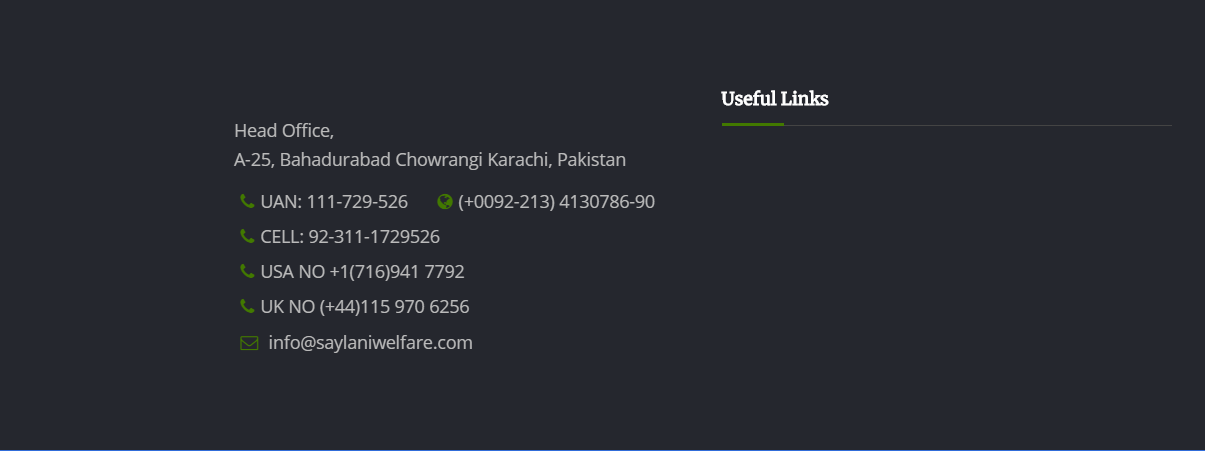 Useful Links
Head Office,
A-25, Bahadurabad Chowrangi Karachi, Pakistan
UAN: 111-729-526 (+0092-213) 4130786-90
CELL: 92-311-1729526
USA NO +1(716)941 7792
UK NO (+44)115 970 6256
info@saylaniwelfare.com